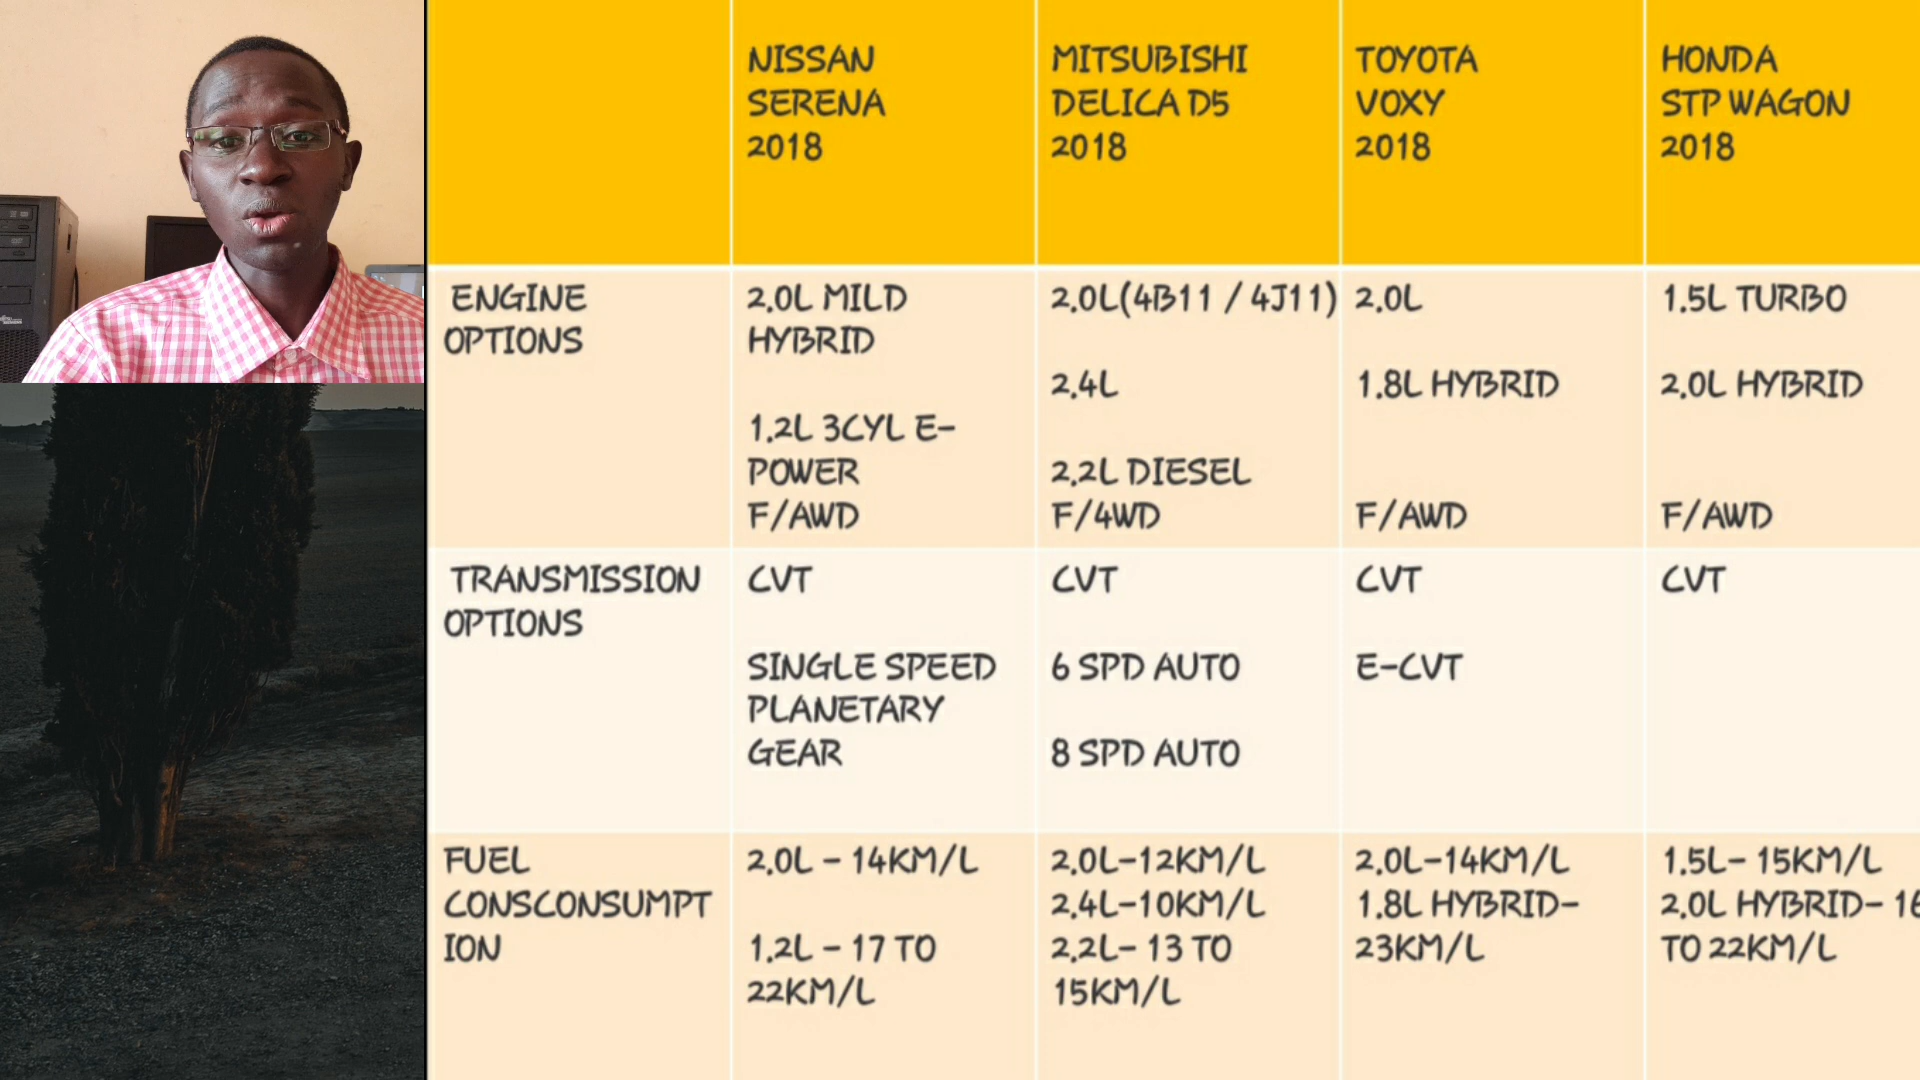 NISSAN
SERENA
2018
MITSUBISHI
DELICA D5
2018
TOYOTA
VOXY
2018
HONDA
STP WAGON
2018
ENGINE
OPTIONS
2.0L MILD
HYBRID
1.2L 3CYL E-
POWER
F/AWD
2.0L(4B11 / 4J11)
2.4L
2.2L DIESEL
F/4WD
2.0L
1.8L HYBRID
F/AWD
1.5L TURBO
2.0L HYBRID
F/AWD
TRANSMISSION
OPTIONS
CVT
SINGLE SPEED
PLANETARY
GEAR
CVT
6 SPD AUTO
8 SPD AUTO
CVT
E-CVT
CVT
FUEL
CONSCONSUMPT
ION
2.0L - 14KM/L
1.2L - 17 TO
22KM/L
2.0L-12KM/L
2.4L-10KM/L
2.2L- 13 TO
15KM/L
2.0L-14KM/L
1.8L HYBRID-
23KM/L
1.5L- 15KM/L
2.0L HYBRID- 16
TO 22KM/L